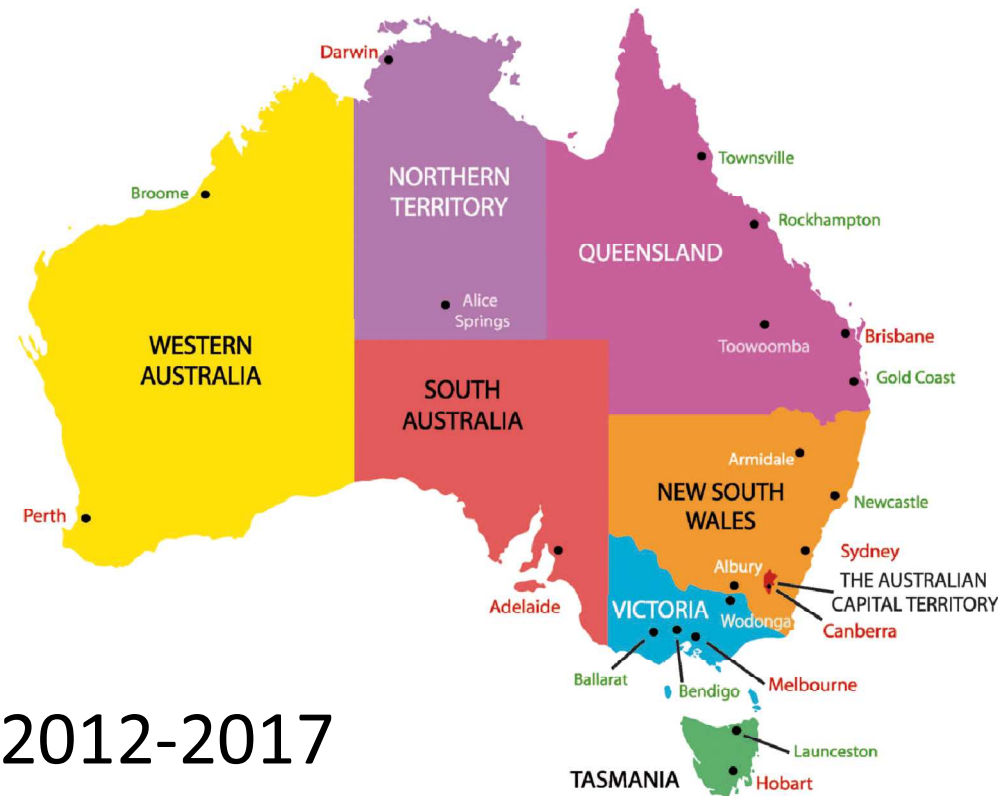 Darwin
Townsville
NORTHERN
TERRITORY
Broome
Rockhampton
QUEENSLAND
Alice
Springs
WESTERN
AUSTRALIA
Toowoomba
Brisbane
Gold Coast
SOUTH
AUSTRALIA
Armidale
NEW SOUTH
WALES
Newcastle
Perth
Sydney
Albury
THE AUSTRALIAN
CAPITAL TERRITORY
Adelaide
VICTORIA
Wodonga
Canberra
Ballarat
Bendigo
Melbourne
2012-2017
Launceston
TASMANIA
Hobart